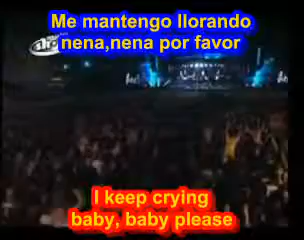 Me mantengo llorando
nena,nena por favor
I keep crying
baby, baby please